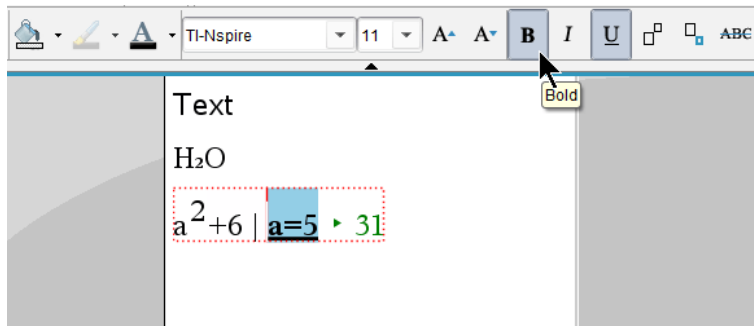 A TI-Nspire 11 A A B I U ABC
Bold
Text
H₂O
a²+6 | a=5 ▸ 31